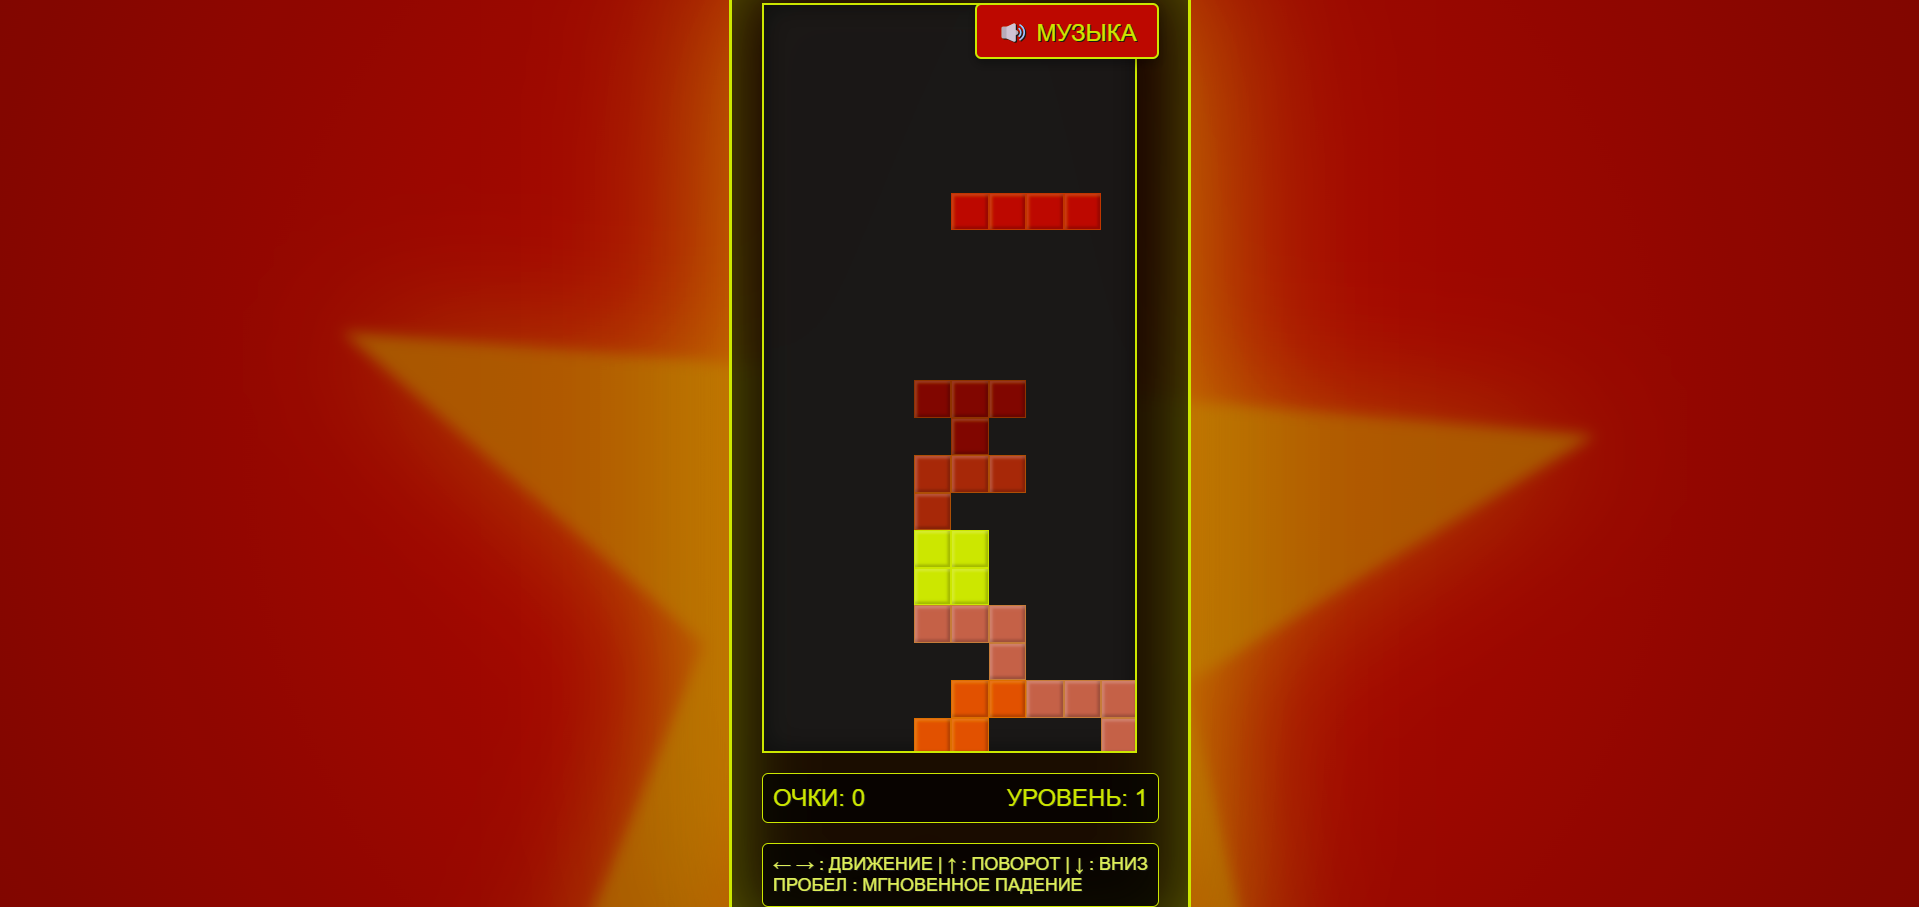 МУЗЫКА
ОЧКИ: 0 УРОВЕНЬ: 1
←→ : ДВИЖЕНИЕ | ↑ : ПОВОРОТ | ↓ : ВНИЗ
ПРОБЕЛ : МГНОВЕННОЕ ПАДЕНИЕ